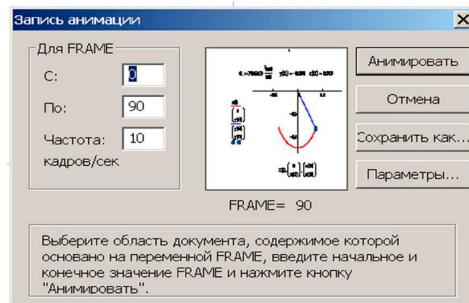 Запись анимации
Для FRAME
С: 0
По: 90
Частота: 10
кадров/сек
Анимировать
Отмена
Сохранить как...
Параметры...
FRAME= 90
Выберите область документа, содержимое которой
основано на переменной FRAME, введите начальное и
конечное значение FRAME и нажмите кнопку
"Анимировать".